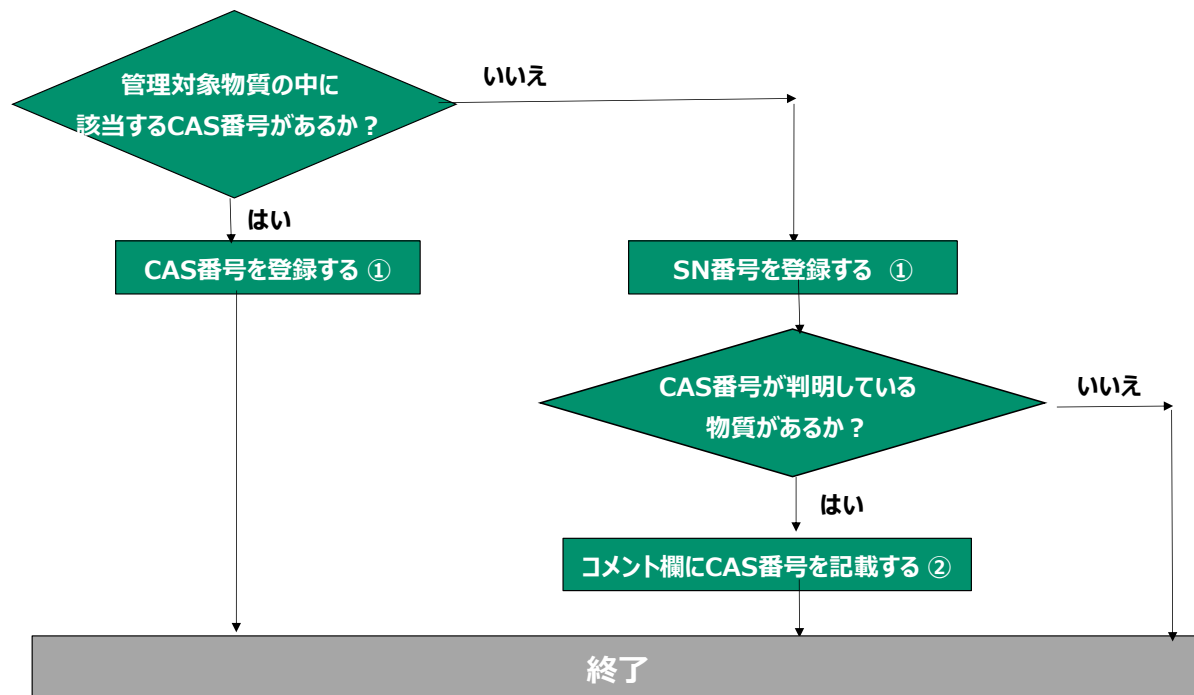 管理対象物質の中に
該当するCAS番号があるか？
いいえ
はい
CAS番号を登録する ①
SN番号を登録する ①
CAS番号が判明している
物質があるか？
いいえ
はい
コメント欄にCAS番号を記載する ②
終了